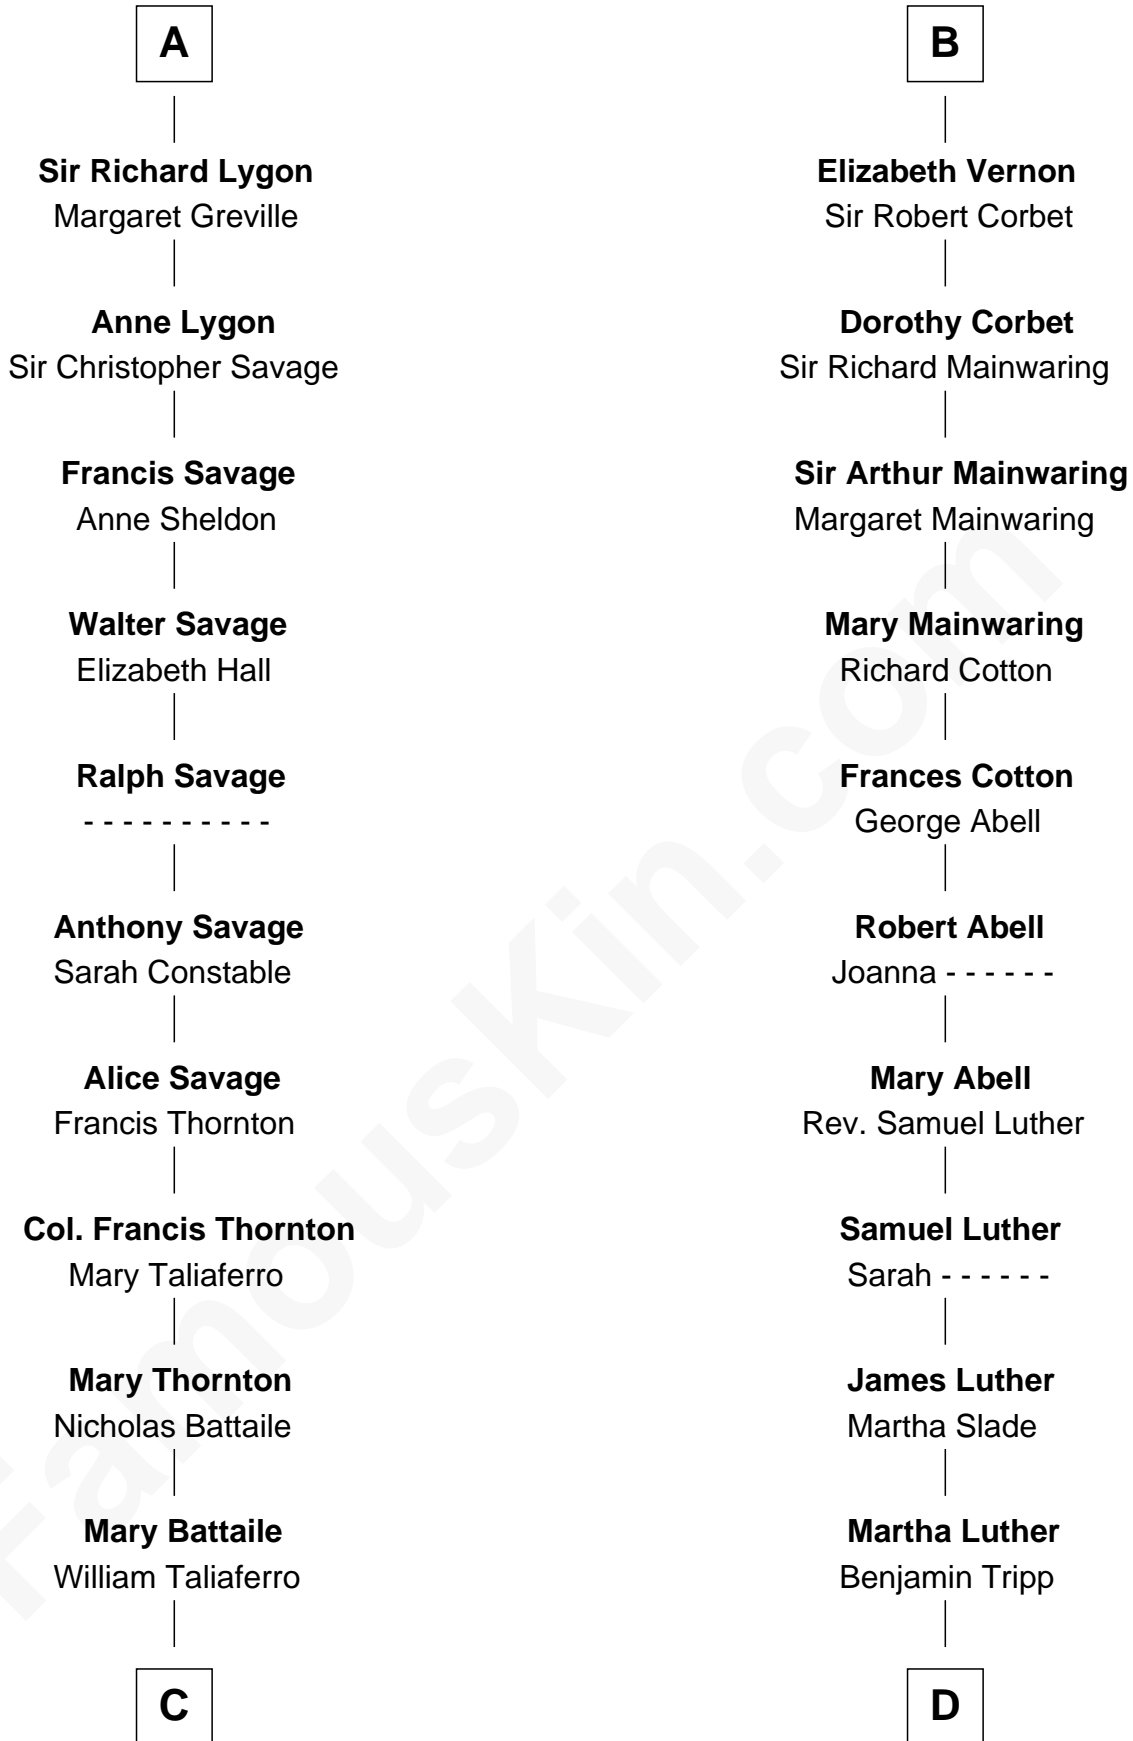 A
Sir Richard Lygon
Margaret Greville
Anne Lygon
Sir Christopher Savage
Francis Savage
Anne Sheldon
Walter Savage
Elizabeth Hall
Ralph Savage
- - - - - - - - - -
Anthony Savage
Sarah Constable
Alice Savage
Francis Thornton
Col. Francis Thornton
Mary Taliaferro
Mary Thornton
Nicholas Battaile
Mary Battaile
William Taliaferro
C
B
Elizabeth Vernon
Sir Robert Corbet
Dorothy Corbet
Sir Richard Mainwaring
Sir Arthur Mainwaring
Margaret Mainwaring
Mary Mainwaring
Richard Cotton
Frances Cotton
George Abell
Robert Abell
Joanna - - - - - -
Mary Abell
Rev. Samuel Luther
Samuel Luther
Sarah - - - - - -
James Luther
Martha Slade
Martha Luther
Benjamin Tripp
D
FamousKin.com